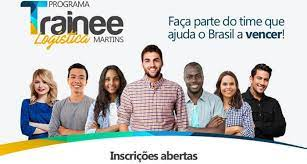 PROGRAMA
Trainee
Logística MARTINS
Faça parte do time que
ajuda o Brasil a vencer!
Inscrições abertas